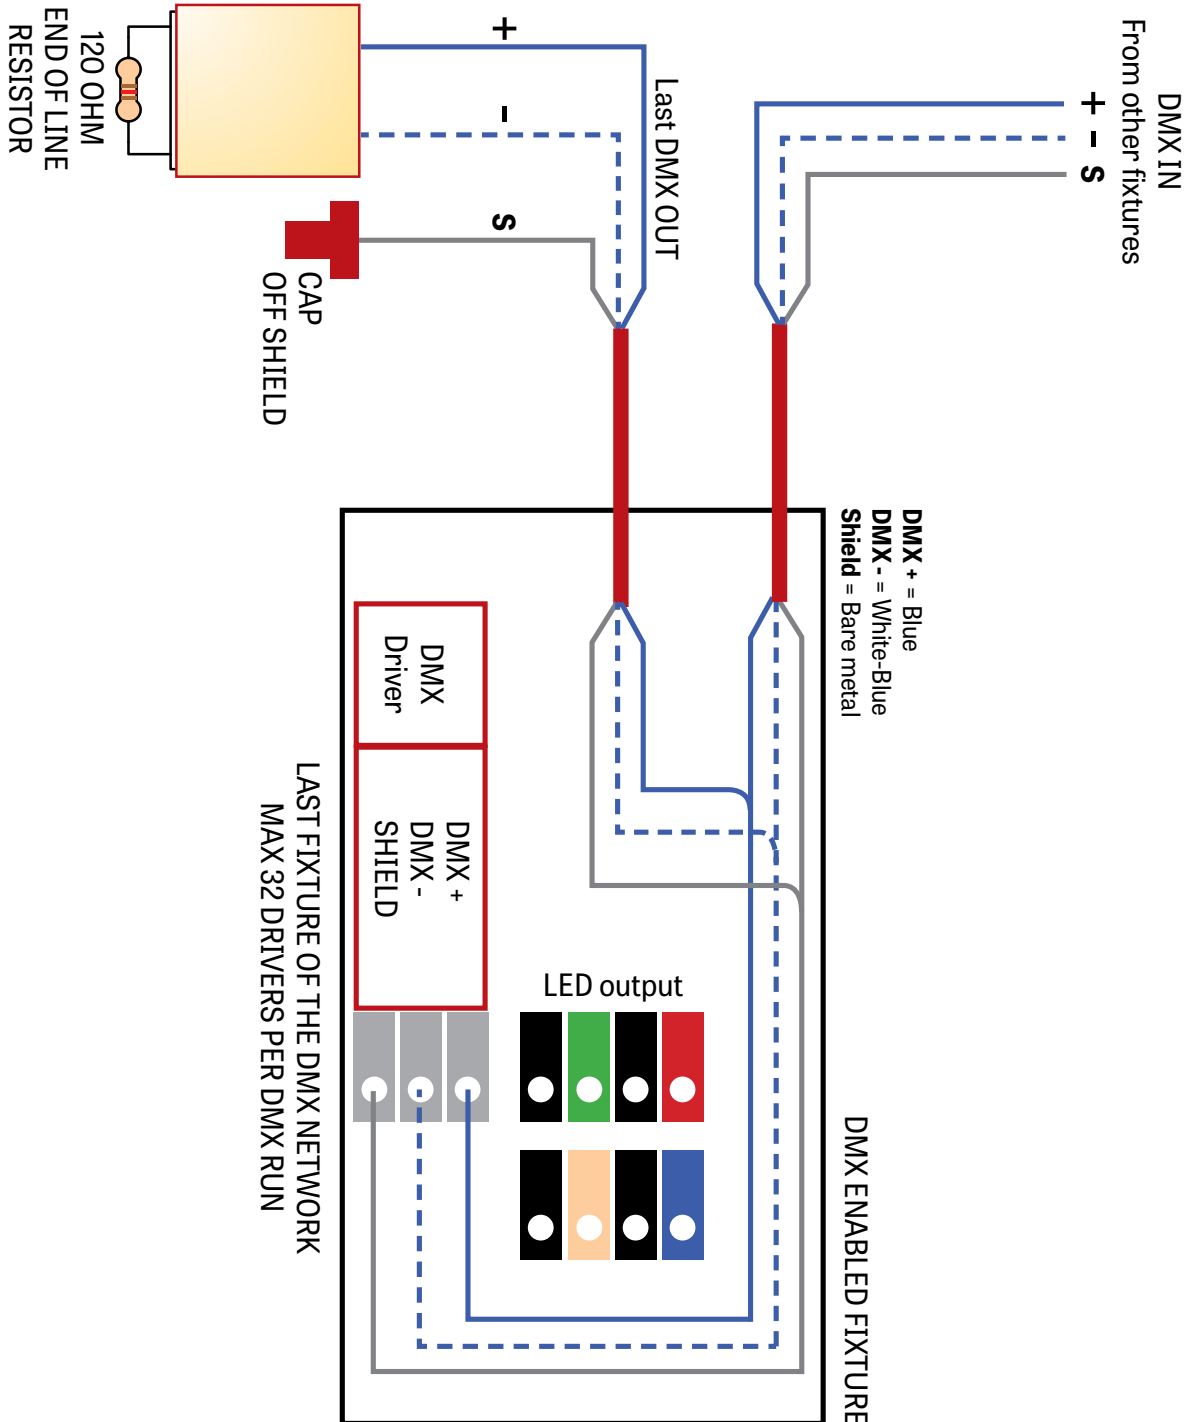 DMX IN
From other fixtures
+
-
S
Last DMX OUT
+
-
S
120 OHM
END OF LINE
RESISTOR
CAP
OFF SHIELD
DMX + = Blue
DMX - = White-Blue
Shield = Bare metal
DMX ENABLED FIXTURE
LED output
DMX
Driver
DMX +
DMX -
SHIELD
LAST FIXTURE OF THE DMX NETWORK
MAX 32 DRIVERS PER DMX RUN